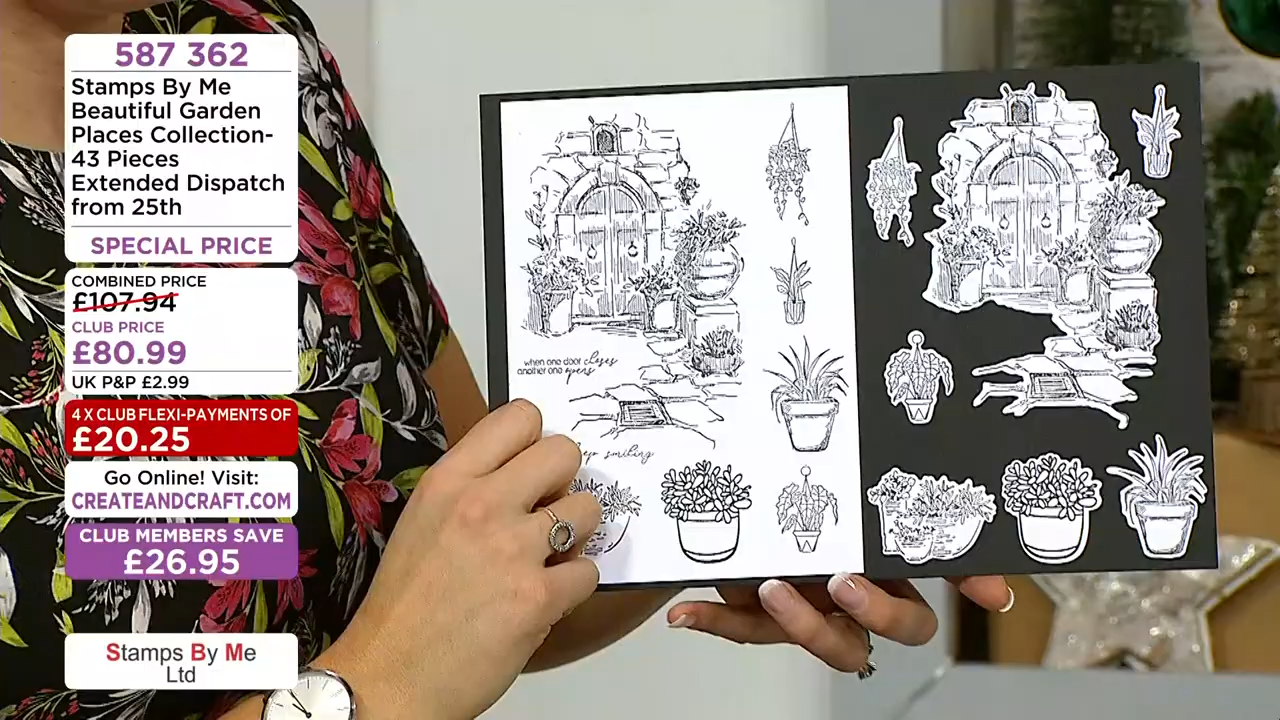 587 362
Stamps By Me
Beautiful Garden
Places Collection-
43 Pieces
Extended Dispatch
from 25th
SPECIAL PRICE
COMBINED PRICE
£107.94
CLUB PRICE
£80.99
UK P&P £2.99
4 X CLUB FLEXI-PAYMENTS OF
£20.25
Go Online! Visit:
CREATEANDCRAFT.COM
CLUB MEMBERS SAVE
£26.95
Stamps By Me
Ltd
when one door closes
another one opens
smiling